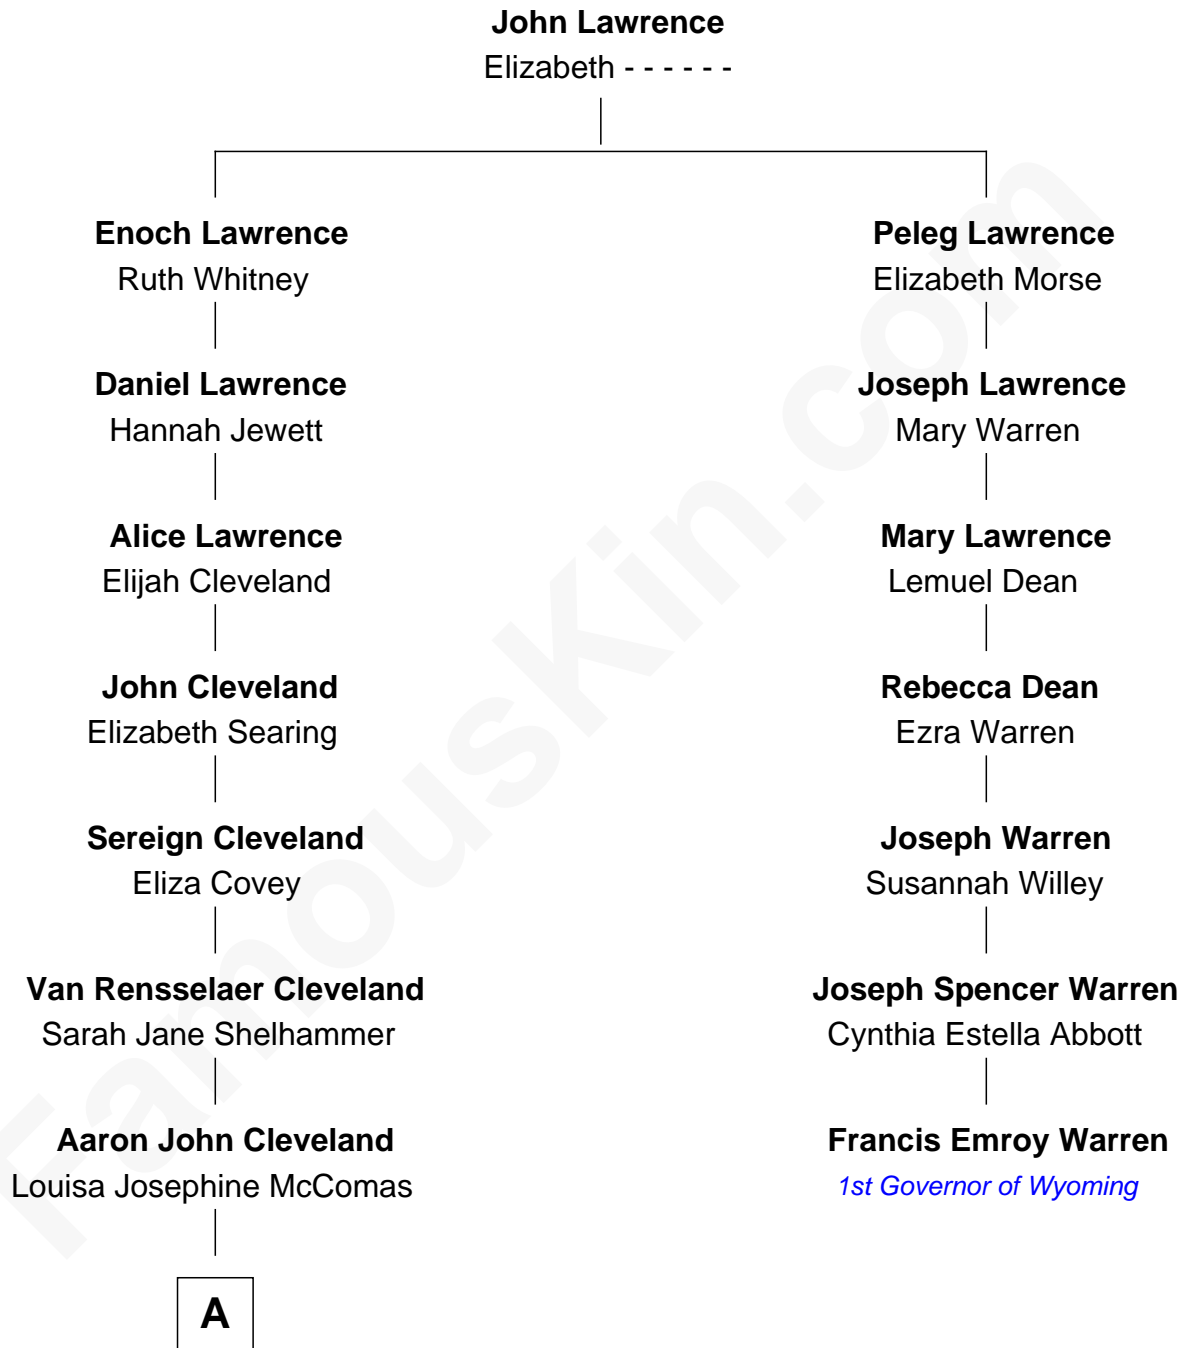 John Lawrence
Elizabeth - - - - - -
Enoch Lawrence
Ruth Whitney
Peleg Lawrence
Elizabeth Morse
Daniel Lawrence
Hannah Jewett
Joseph Lawrence
Mary Warren
Alice Lawrence
Elijah Cleveland
Mary Lawrence
Lemuel Dean
John Cleveland
Elizabeth Searing
Rebecca Dean
Ezra Warren
Sereign Cleveland
Eliza Covey
Joseph Warren
Susannah Willey
Van Rensselaer Cleveland
Sarah Jane Shelhammer
Joseph Spencer Warren
Cynthia Estella Abbott
Aaron John Cleveland
Louisa Josephine McComas
Francis Emroy Warren
1st Governor of Wyoming
A
FamousKin.com